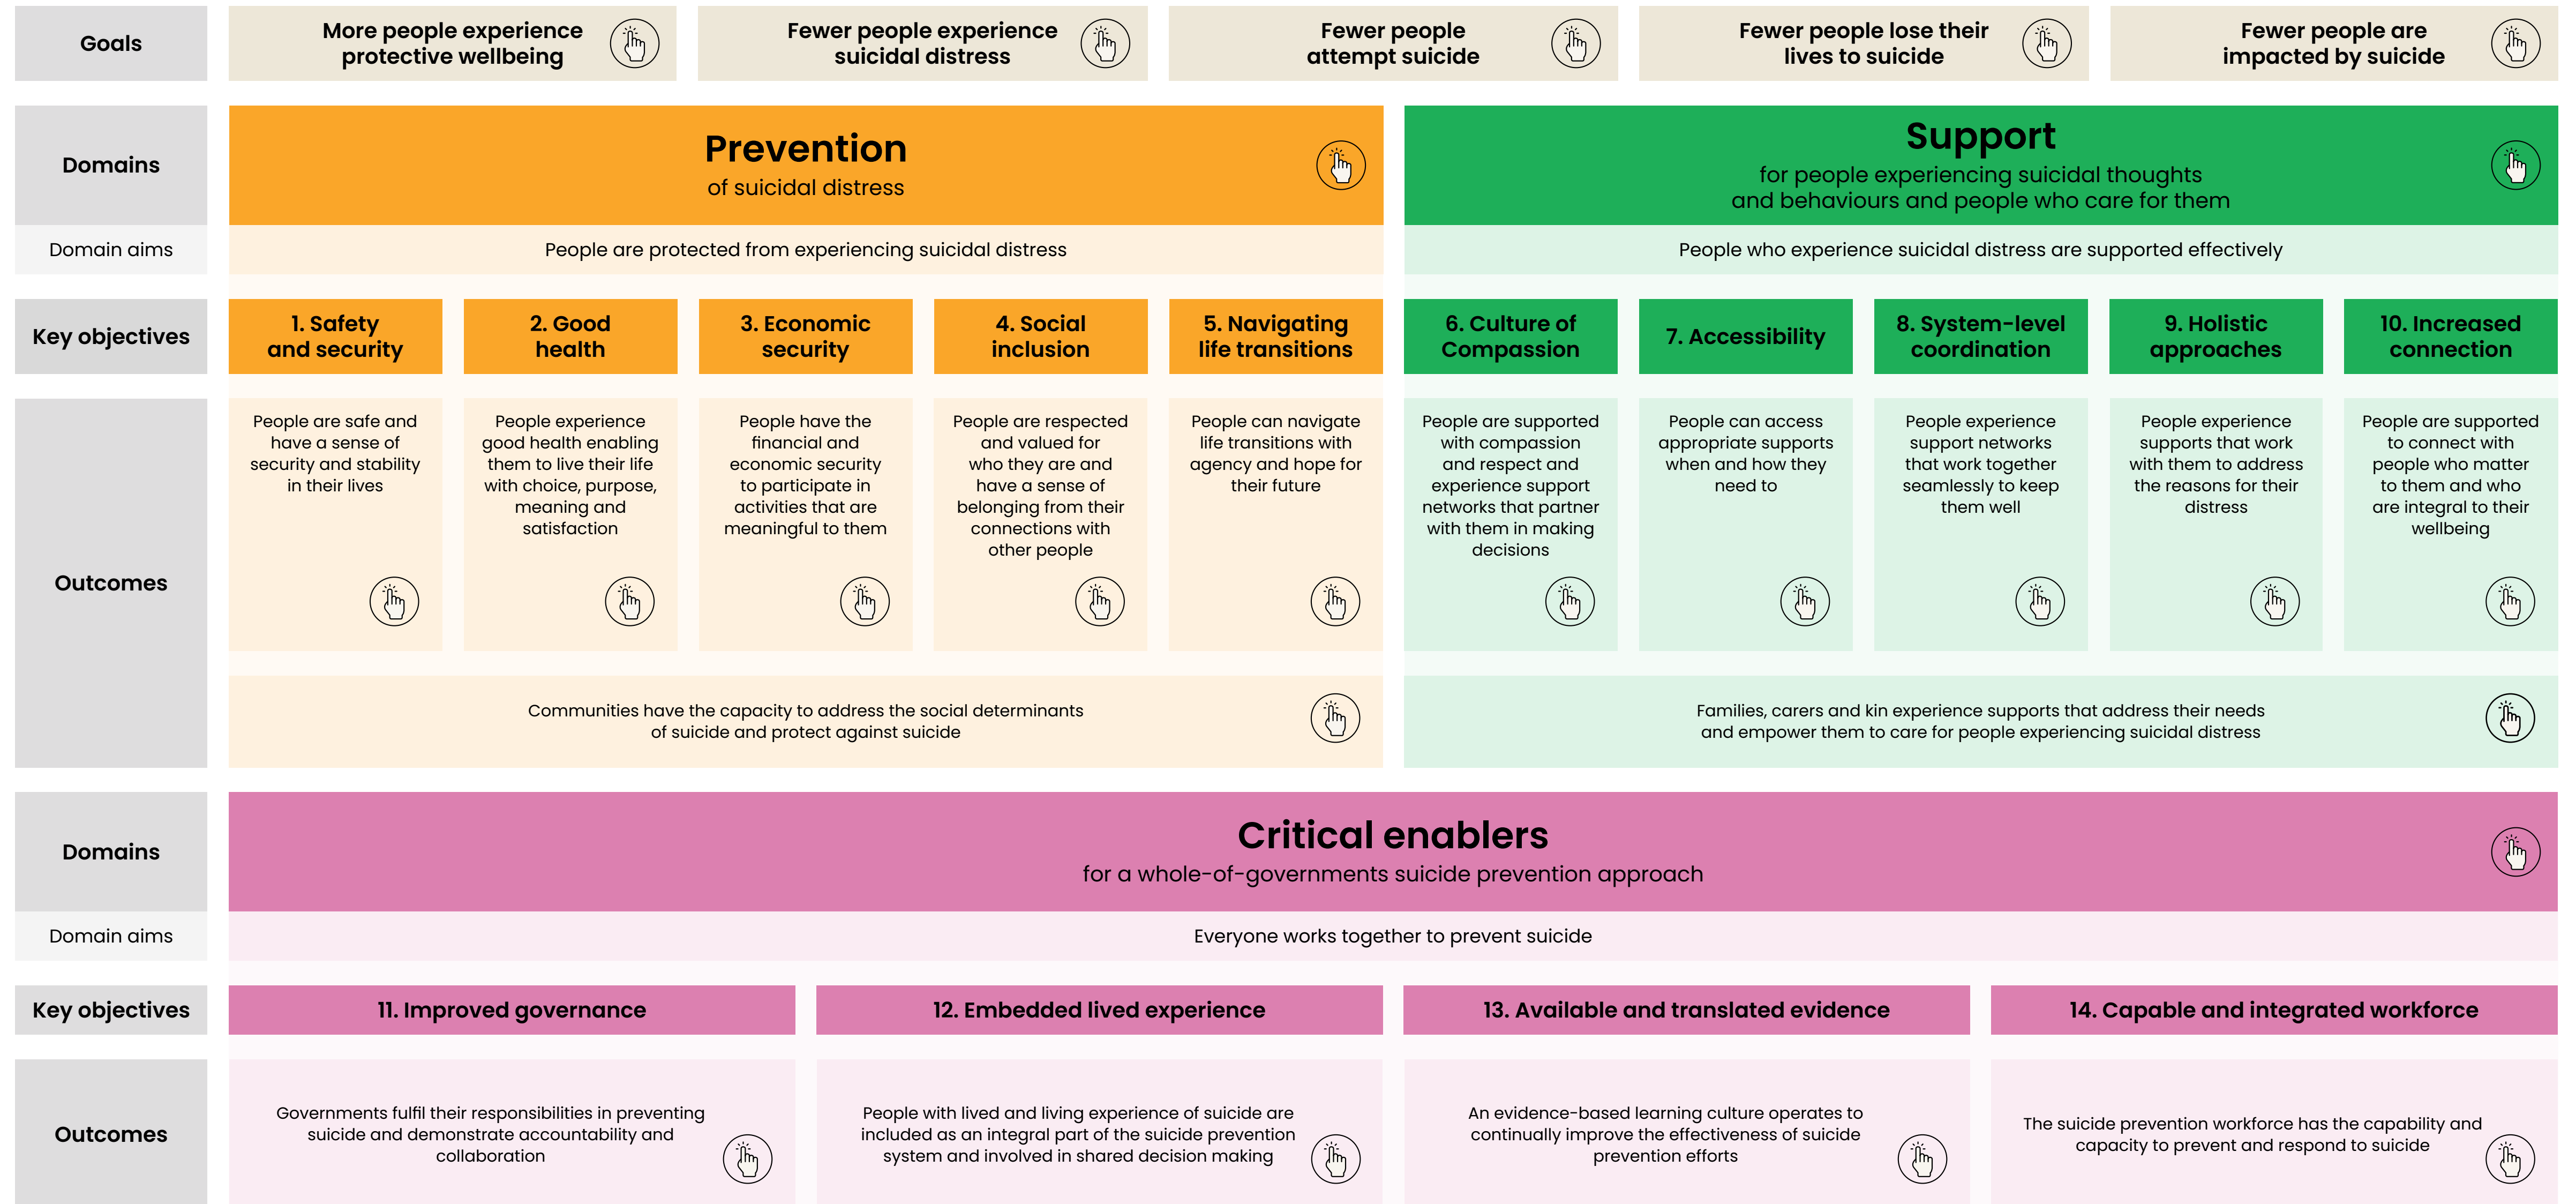 Goals
More people experience
protective wellbeing
Fewer people experience
suicidal distress
Fewer people
attempt suicide
Fewer people lose their
lives to suicide
Fewer people are
impacted by suicide
Domains
Prevention
of suicidal distress
Support
for people experiencing suicidal thoughts
and behaviours and people who care for them
Domain aims
People are protected from experiencing suicidal distress
People who experience suicidal distress are supported effectively
Key objectives
1. Safety
and security
2. Good
health
3. Economic
security
4. Social
inclusion
5. Navigating
life transitions
6. Culture of
Compassion
7. Accessibility
8. System-level
coordination
9. Holistic
approaches
10. Increased
connection
Outcomes
People are safe and
have a sense of
security and stability
in their lives
People experience
good health enabling
them to live their life
with choice, purpose,
meaning and
satisfaction
People have the
financial and
economic security
to participate in
activities that are
meaningful to them
People are respected
and valued for
who they are and
have a sense of
belonging from their
connections with
other people
People can navigate
life transitions with
agency and hope for
their future
People are supported
with compassion
and respect and
experience support
networks that partner
with them in making
decisions
People can access
appropriate supports
when and how they
need to
People experience
support networks
that work together
seamlessly to keep
them well
People experience
supports that work
with them to address
the reasons for their
distress
People are supported
to connect with
people who matter
to them and who
are integral to their
wellbeing
Communities have the capacity to address the social determinants
of suicide and protect against suicide
Families, carers and kin experience supports that address their needs
and empower them to care for people experiencing suicidal distress
Domains
Critical enablers
for a whole-of-governments suicide prevention approach
Domain aims
Everyone works together to prevent suicide
Key objectives
11. Improved governance
12. Embedded lived experience
13. Available and translated evidence
14. Capable and integrated workforce
Outcomes
Governments fulfil their responsibilities in preventing
suicide and demonstrate accountability and
collaboration
People with lived and living experience of suicide are
included as an integral part of the suicide prevention
system and involved in shared decision making
An evidence-based learning culture operates to
continually improve the effectiveness of suicide
prevention efforts
The suicide prevention workforce has the capability and
capacity to prevent and respond to suicide